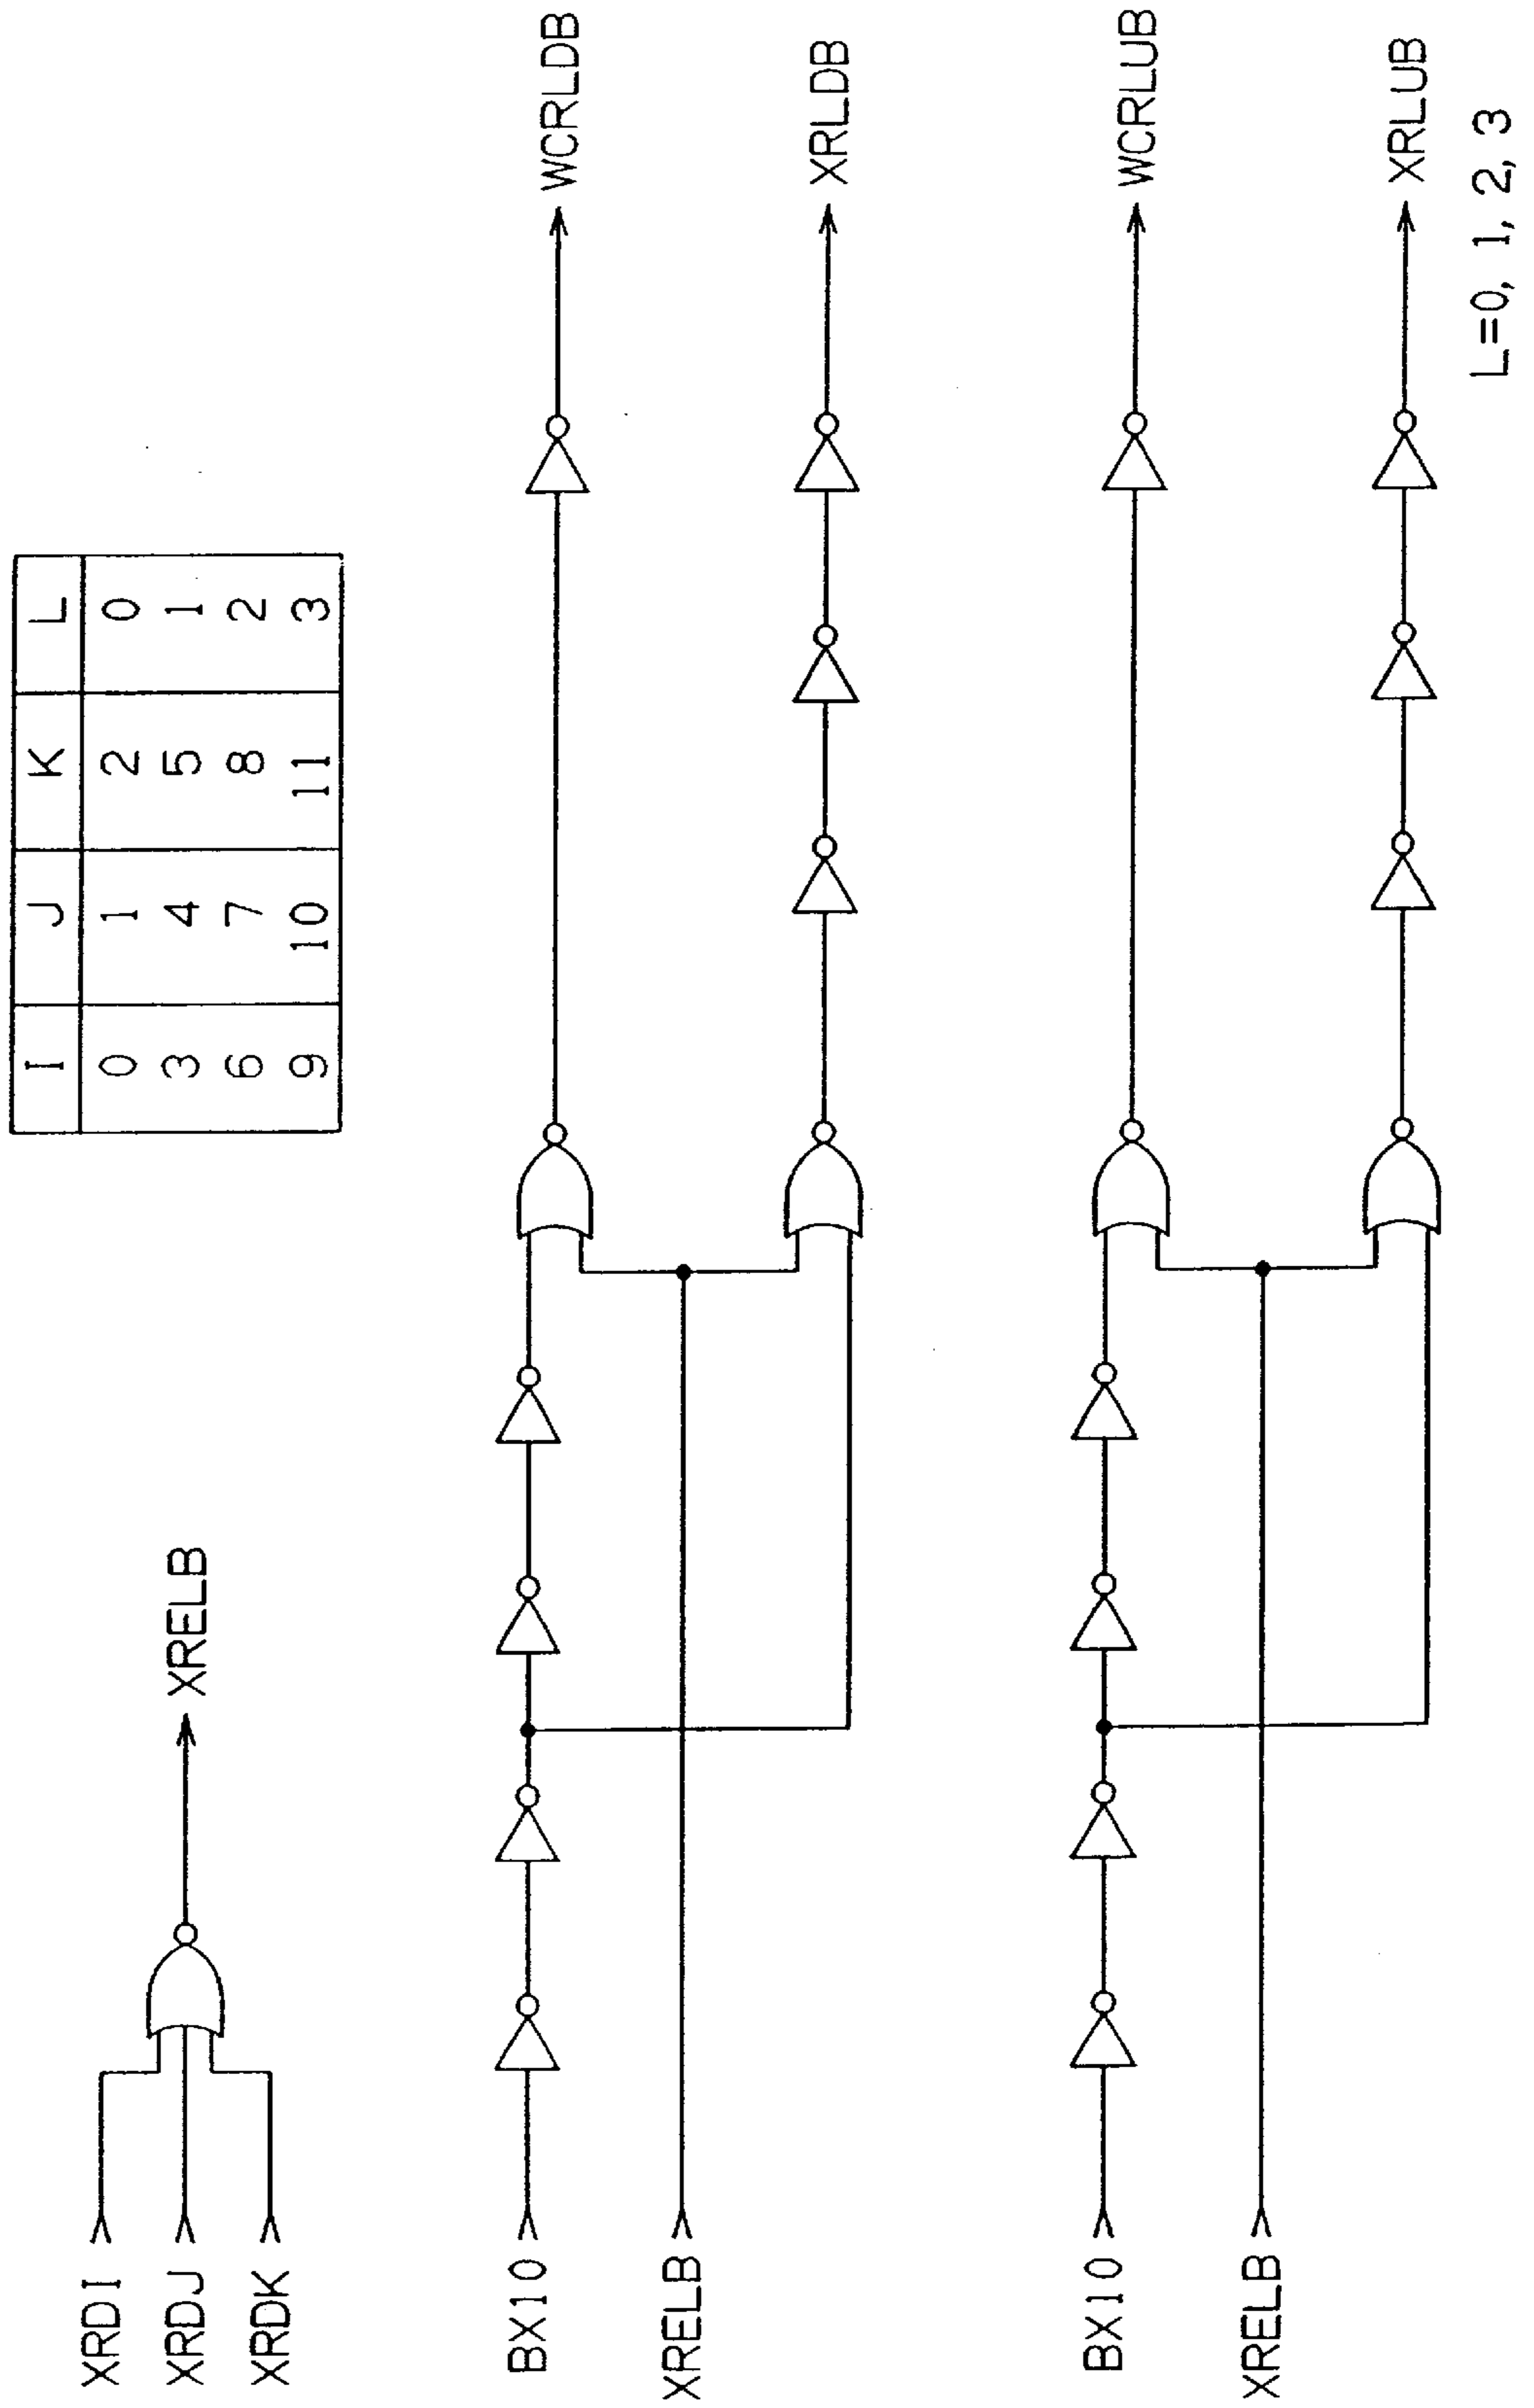 XRDI
XRDJ
XRDK
XRELB
I J K L
0 1 2 0
3 4 5 1
6 7 8 2
9 10 11 3
BX10
XRELB
WCRLDB
XRLDB
BX10
XRELB
WCRLUB
XRLUB
L=0, 1, 2, 3